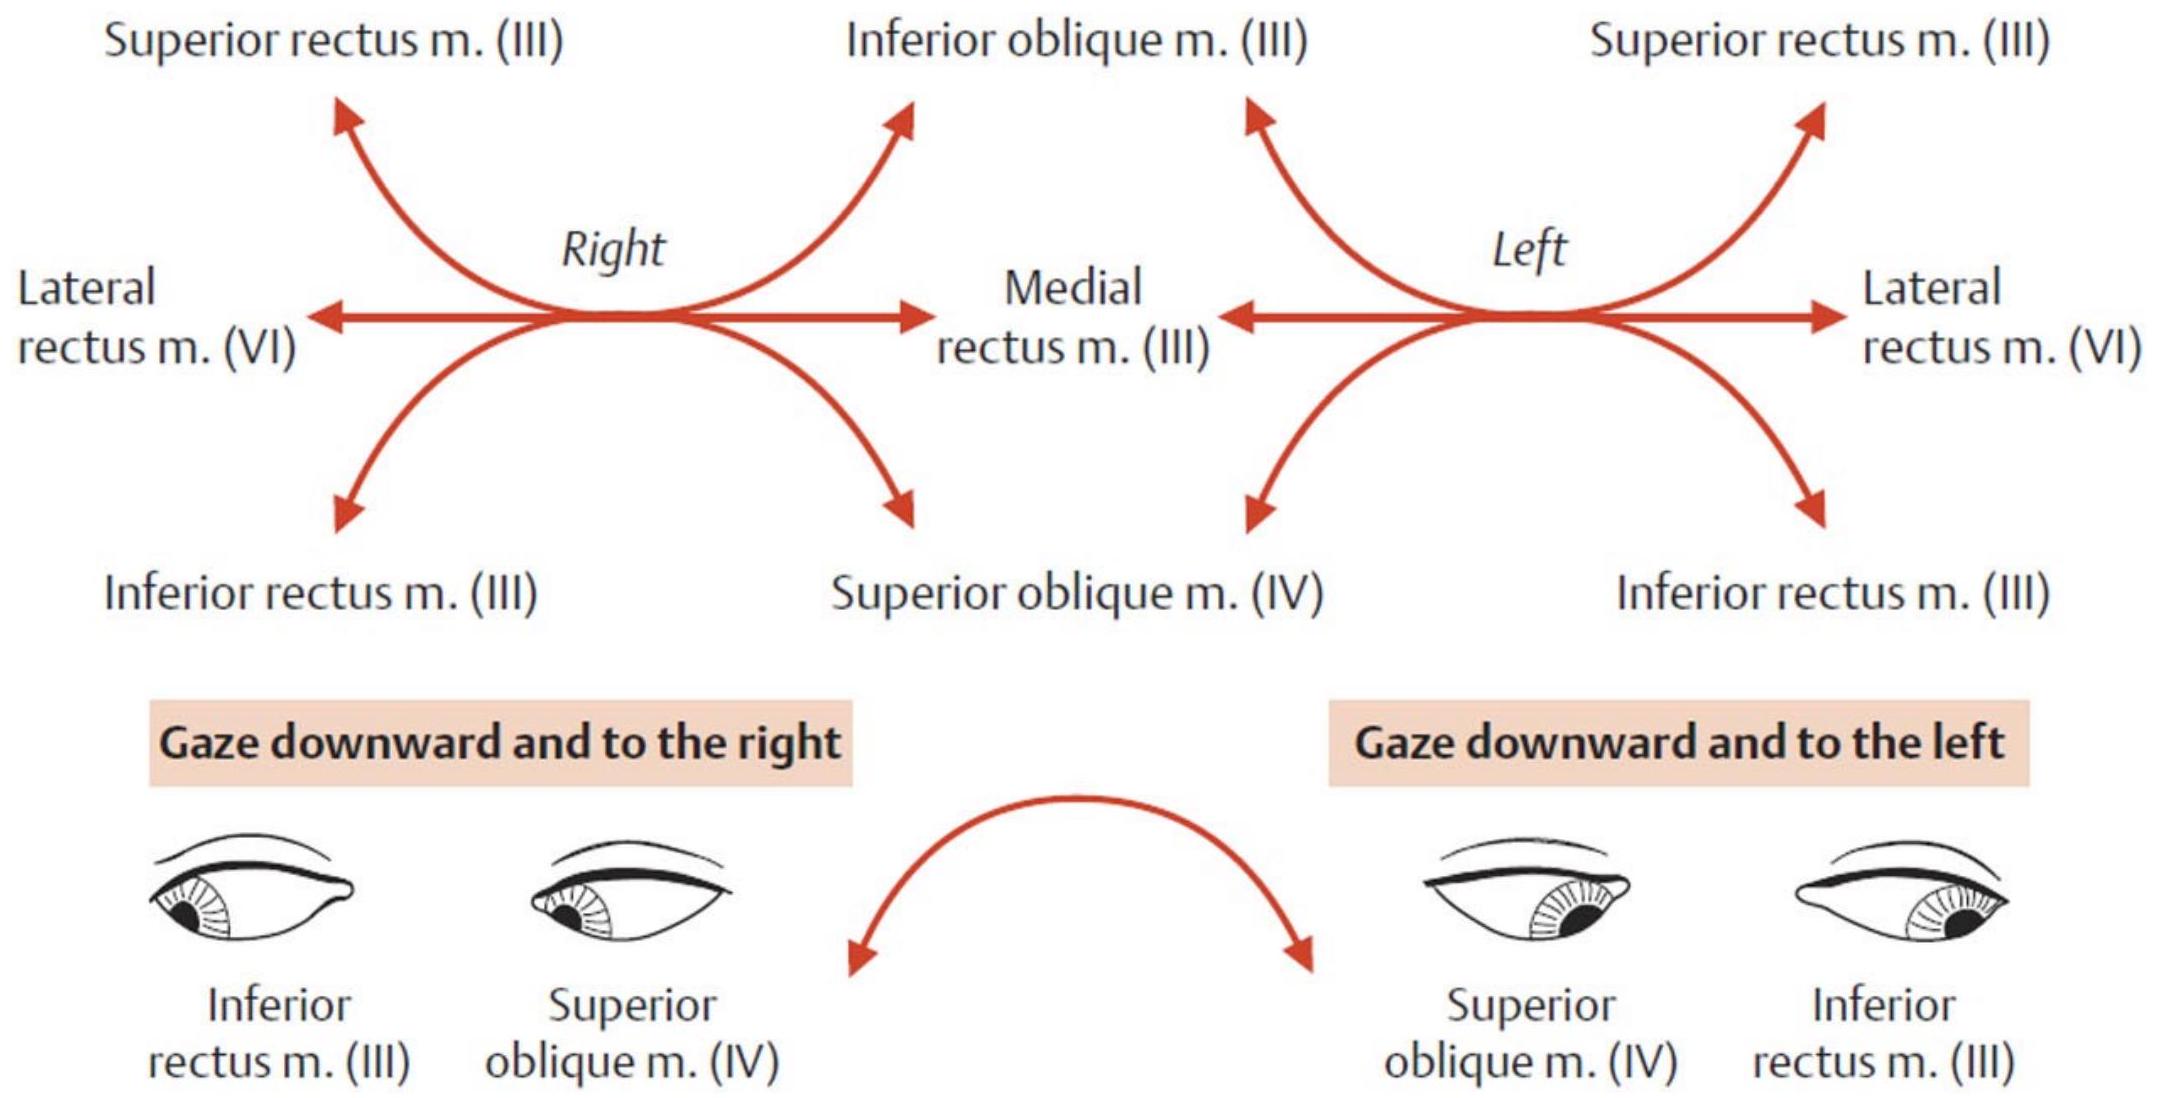 Superior rectus m. (III)
Inferior oblique m. (III)
Superior rectus m. (III)
Right
Left
Lateral
rectus m. (VI)
Medial
rectus m. (III)
Lateral
rectus m. (VI)
Inferior rectus m. (III)
Superior oblique m. (IV)
Inferior rectus m. (III)
Gaze downward and to the right
Gaze downward and to the left
Inferior
rectus m. (III)
Superior
oblique m. (IV)
Superior
oblique m. (IV)
Inferior
rectus m. (III)